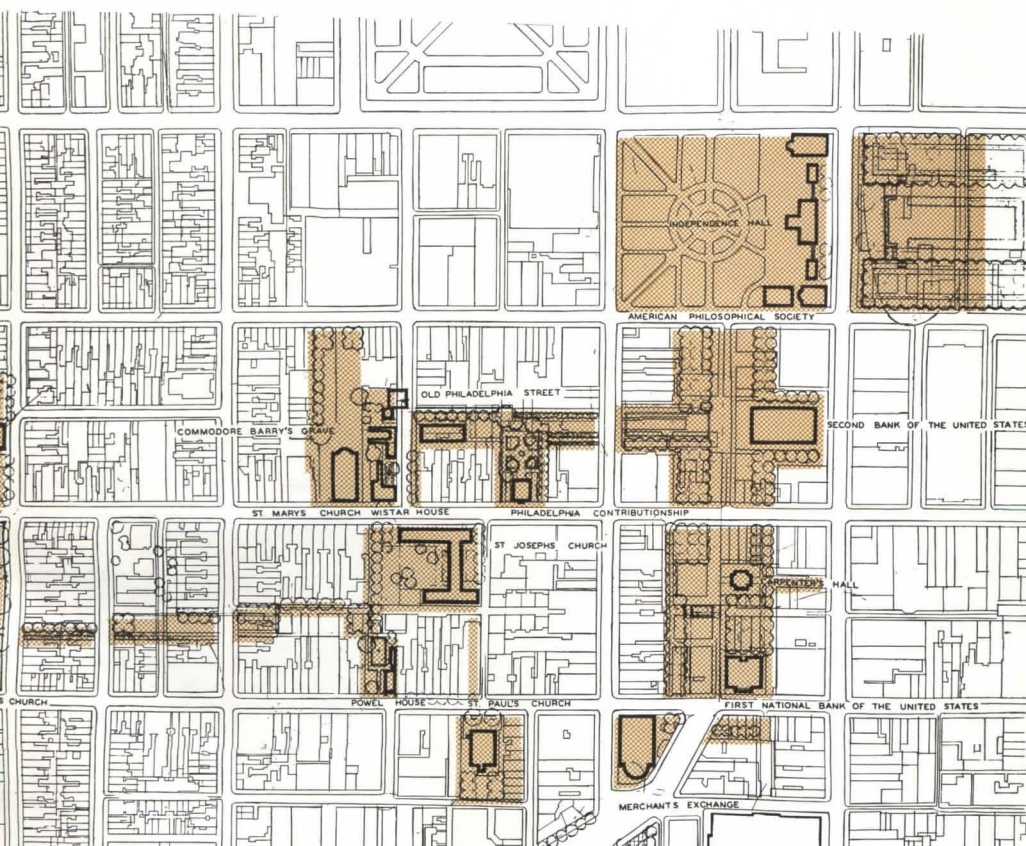 INDEPENDENCE HALL
AMERICAN PHILOSOPHICAL SOCIETY
OLD PHILADELPHIA STREET
COMMODORE BARRY'S GRAVE
SECOND BANK OF THE UNITED STATES
ST MARYS CHURCH WISTAR HOUSE
PHILADELPHIA CONTRIBUTIONSHIP
ST JOSEPHS CHURCH
CARPENTER'S HALL
S CHURCH
POWEL HOUSE
ST. PAUL'S CHURCH
FIRST NATIONAL BANK OF THE UNITED STATES
MERCHANTS EXCHANGE